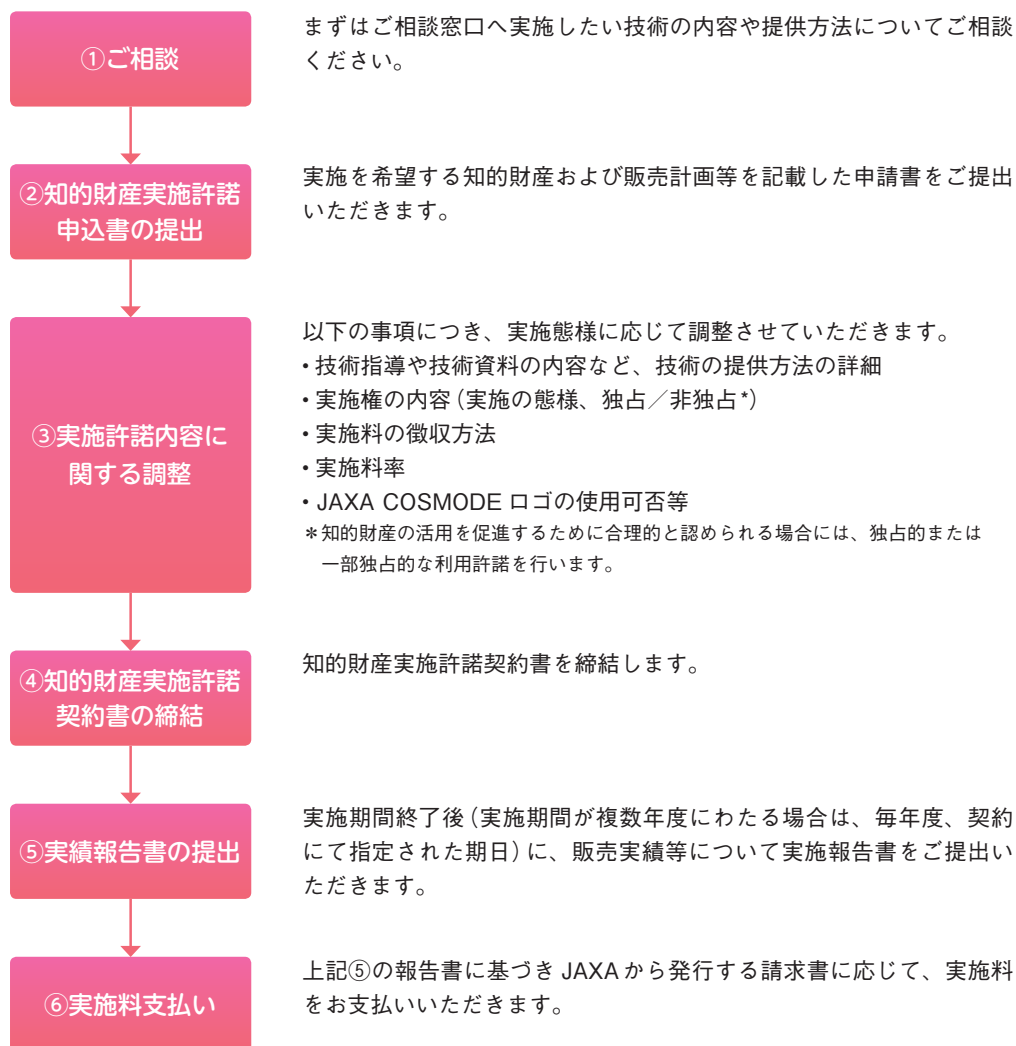 ①ご相談
まずはご相談窓口へ実施したい技術の内容や提供方法についてご相談
ください。
②知的財産実施許諾
申込書の提出
実施を希望する知的財産および販売計画等を記載した申請書をご提出
いただきます。
③実施許諾内容に
関する調整
以下の事項につき、実施態様に応じて調整させていただきます。
・技術指導や技術資料の内容など、技術の提供方法の詳細
・実施権の内容（実施の態様、独占／非独占*）
・実施料の徴収方法
・実施料率
・JAXA COSMODE ロゴの使用可否等
＊知的財産の活用を促進するために合理的と認められる場合には、独占的または
一部独占的な利用許諾を行います。
④知的財産実施許諾
契約書の締結
知的財産実施許諾契約書を締結します。
⑤実績報告書の提出
実施期間終了後（実施期間が複数年度にわたる場合は、毎年度、契約
にて指定された期日）に、販売実績等について実施報告書をご提出い
ただきます。
⑥実施料支払い
上記⑤の報告書に基づき JAXA から発行する請求書に応じて、実施料
をお支払いいただきます。